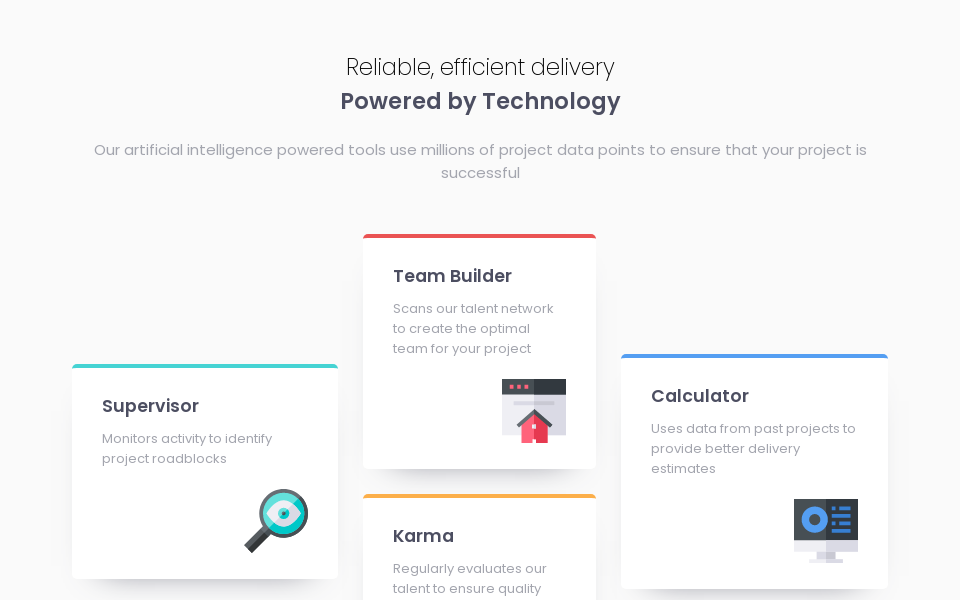 Reliable, efficient delivery
Powered by Technology
Our artificial intelligence powered tools use millions of project data points to ensure that your project is
successful
Supervisor
Monitors activity to identify
project roadblocks
Team Builder
Scans our talent network
to create the optimal
team for your project
Karma
Regularly evaluates our
talent to ensure quality
Calculator
Uses data from past projects to
provide better delivery
estimates